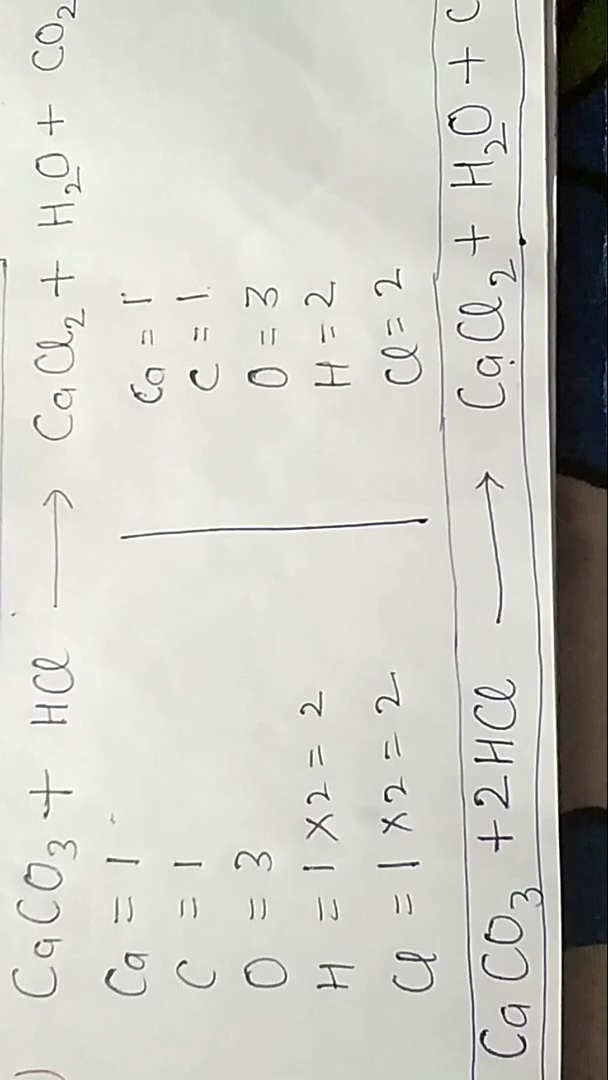 ) CaCO₃ + HCl ⟶ CaCl₂ + H₂O + CO₂
Ca = 1 Ca = 1
C = 1 C = 1
O = 3 O = 3
H = 1 × 2 = 2 H = 2
Cl = 1 × 2 = 2 Cl = 2
CaCO₃ + 2HCl ⟶ CaCl₂ + H₂O + C